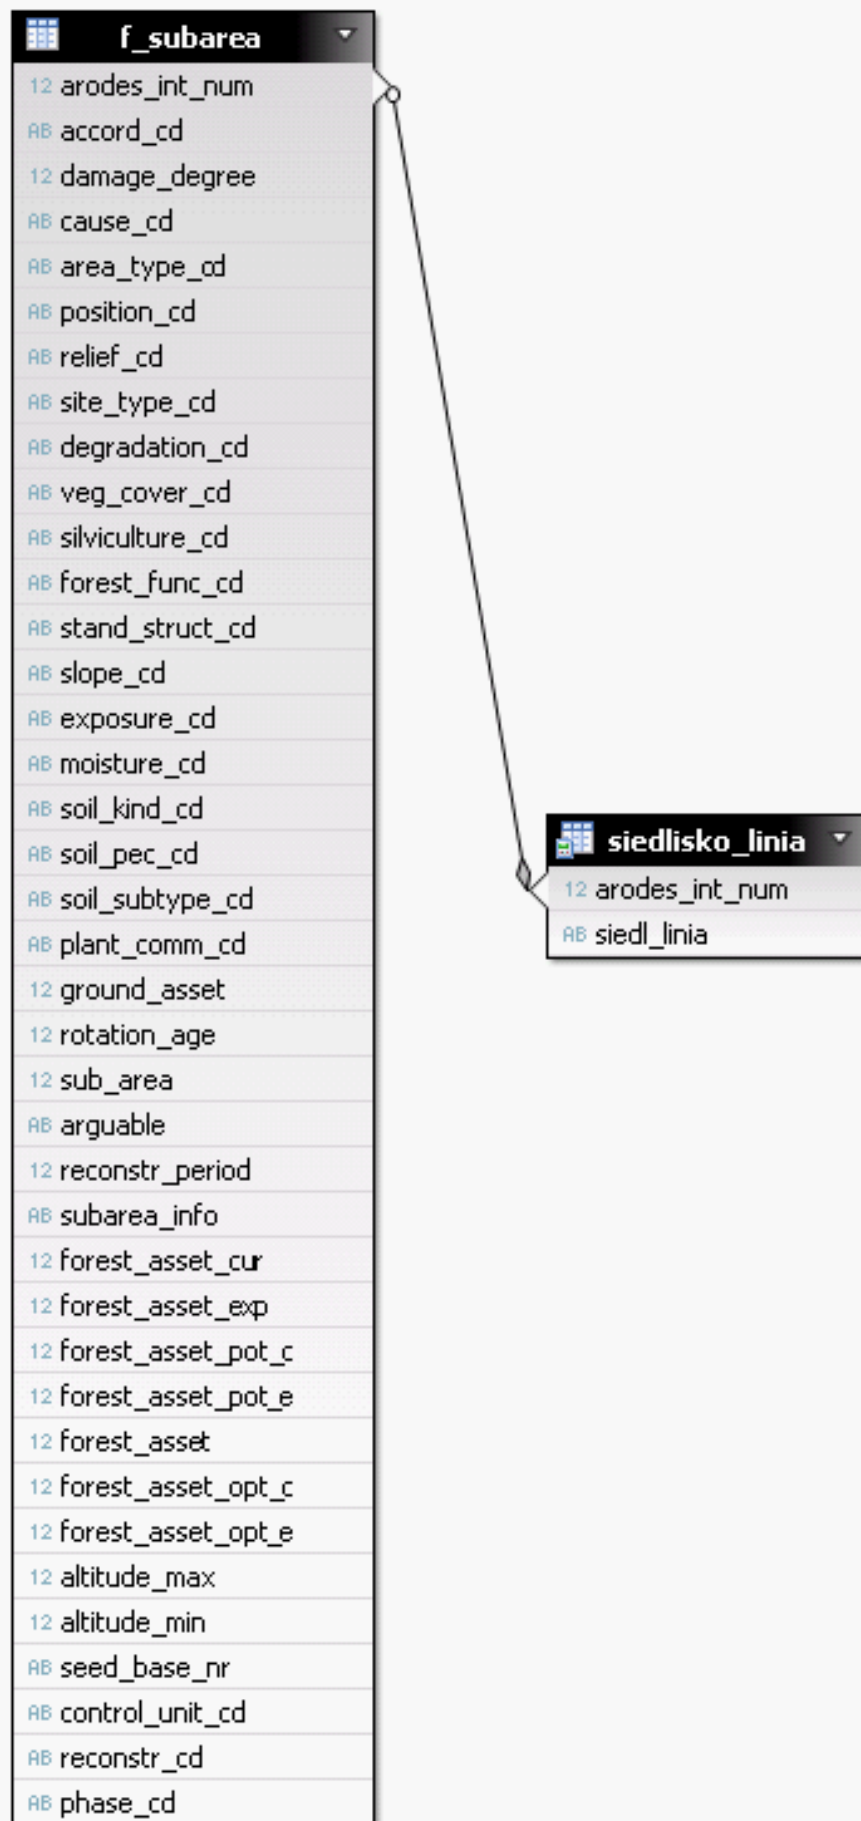 f_subarea
12 arodes_int_num
AB accord_cd
12 damage_degree
AB cause_cd
AB area_type_cd
AB position_cd
AB relief_cd
AB site_type_cd
AB degradation_cd
AB veg_cover_cd
AB silviculture_cd
AB forest_func_cd
AB stand_struct_cd
AB slope_cd
AB exposure_cd
AB moisture_cd
AB soil_kind_cd
AB soil_pec_cd
AB soil_subtype_cd
AB plant_comm_cd
12 ground_asset
12 rotation_age
12 sub_area
AB arguable
12 reconstr_period
AB subarea_info
12 forest_asset_cur
12 forest_asset_exp
12 forest_asset_pot_c
12 forest_asset_pot_e
12 forest_asset
12 forest_asset_opt_c
12 forest_asset_opt_e
12 altitude_max
12 altitude_min
AB seed_base_nr
AB control_unit_cd
AB reconstr_cd
AB phase_cd
siedlisko_linia
12 arodes_int_num
AB siedl_linia